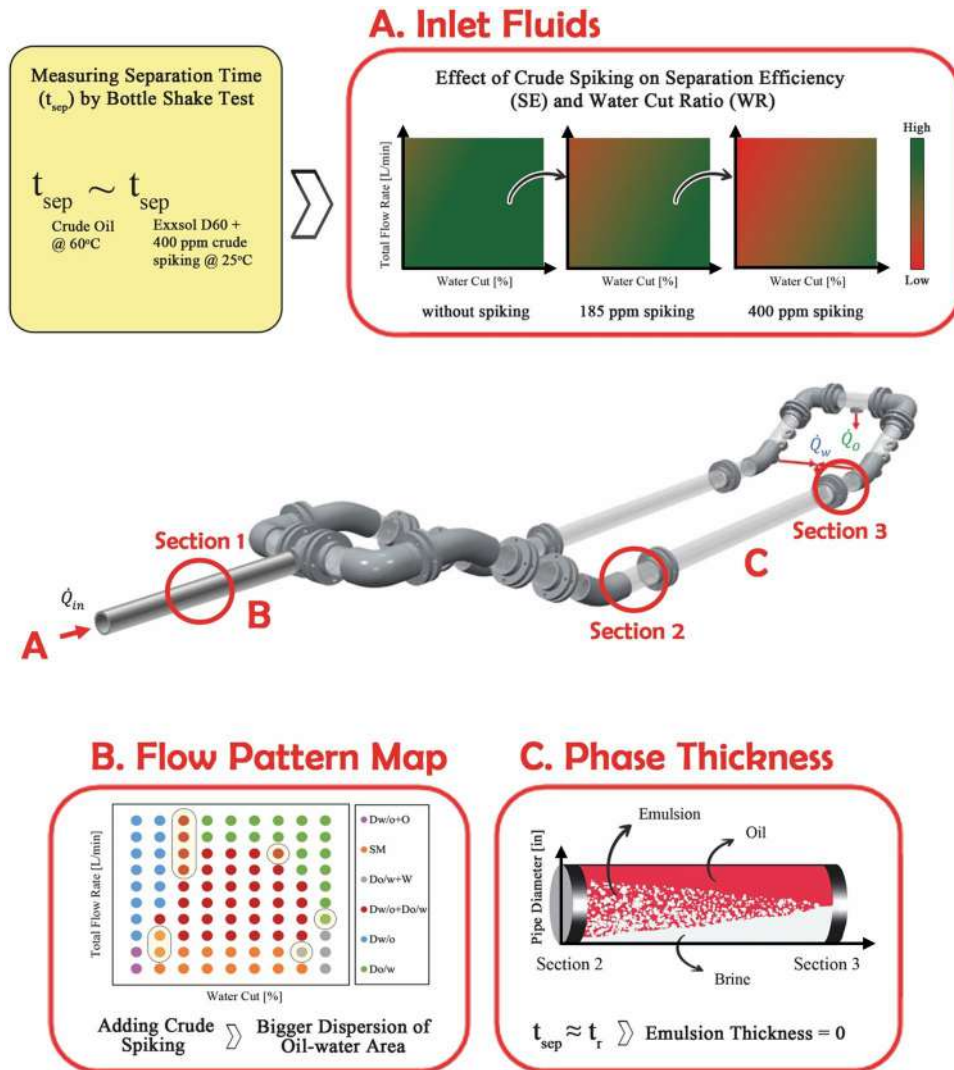 A. Inlet Fluids
Measuring Separation Time
(tsep) by Bottle Shake Test
tsep ~ tsep
Crude Oil
@ 60°C
Exxsol D60 +
400 ppm crude
spiking @ 25°C
Effect of Crude Spiking on Separation Efficiency
(SE) and Water Cut Ratio (WR)
Total Flow Rate [L/min]
Water Cut [%]
Water Cut [%]
Water Cut [%]
without spiking
185 ppm spiking
400 ppm spiking
High
Low
Section 1
Q̇in
A
B
Section 2
C
Section 3
Q̇w
Q̇o
B. Flow Pattern Map
Total Flow Rate [L/min]
Water Cut [%]
Dw/o+O
SM
Do/w+W
Dw/o+Do/w
Dw/o
Do/w
Adding Crude
Spiking
Bigger Dispersion of
Oil-water Area
C. Phase Thickness
Emulsion
Oil
Pipe Diameter [in]
Section 2
Section 3
Brine
tsep ≈ tr
Emulsion Thickness = 0